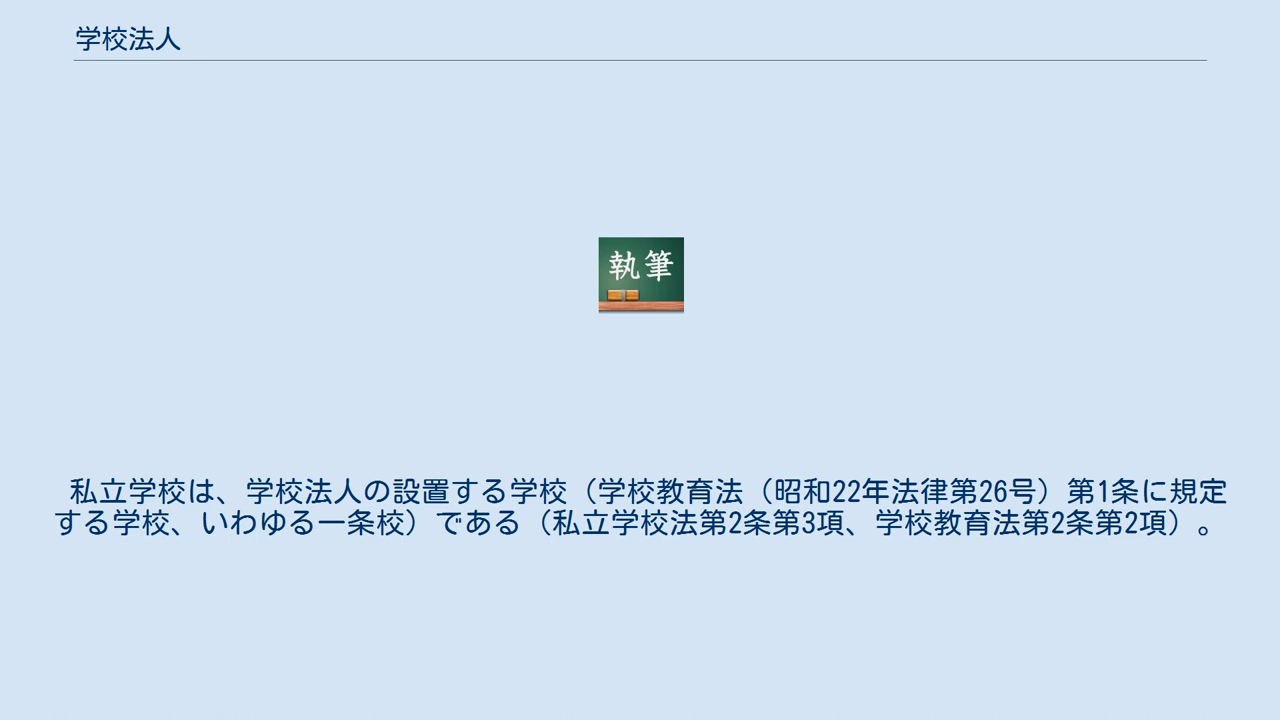 学校法人
執筆
私立学校は、学校法人の設置する学校（学校教育法（昭和22年法律第26号）第1条に規定
する学校、いわゆる一条校）である（私立学校法第2条第3項、学校教育法第2条第2項）。